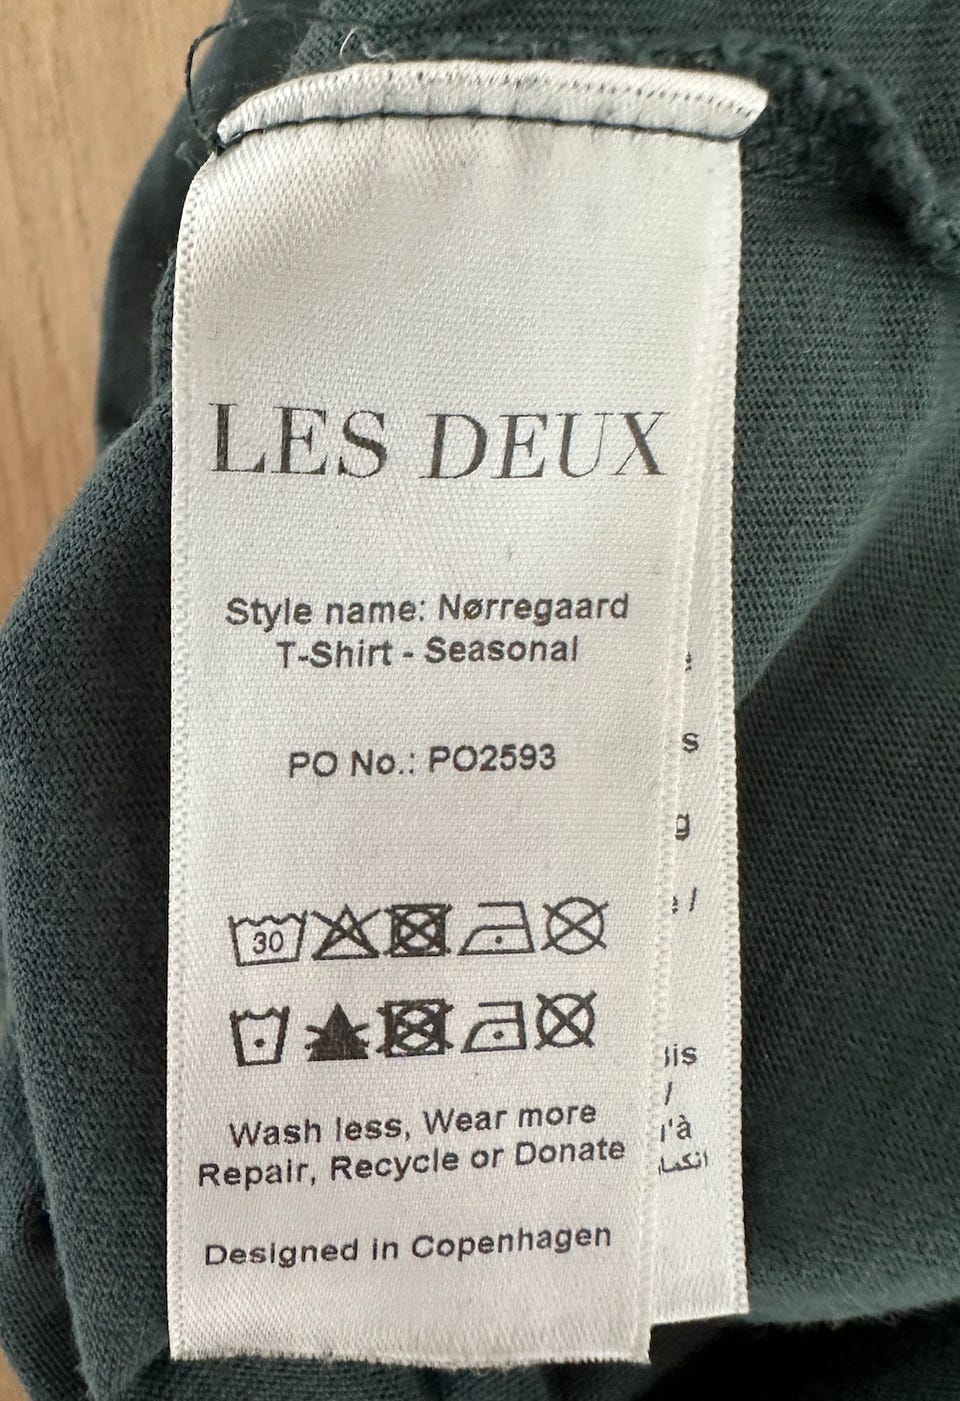 LES DEUX
Style name: Nørregaard
T-Shirt - Seasonal
PO No.: PO2593
30
Wash less, Wear more
Repair, Recycle or Donate
Designed in Copenhagen
s
g
/
/
l'à